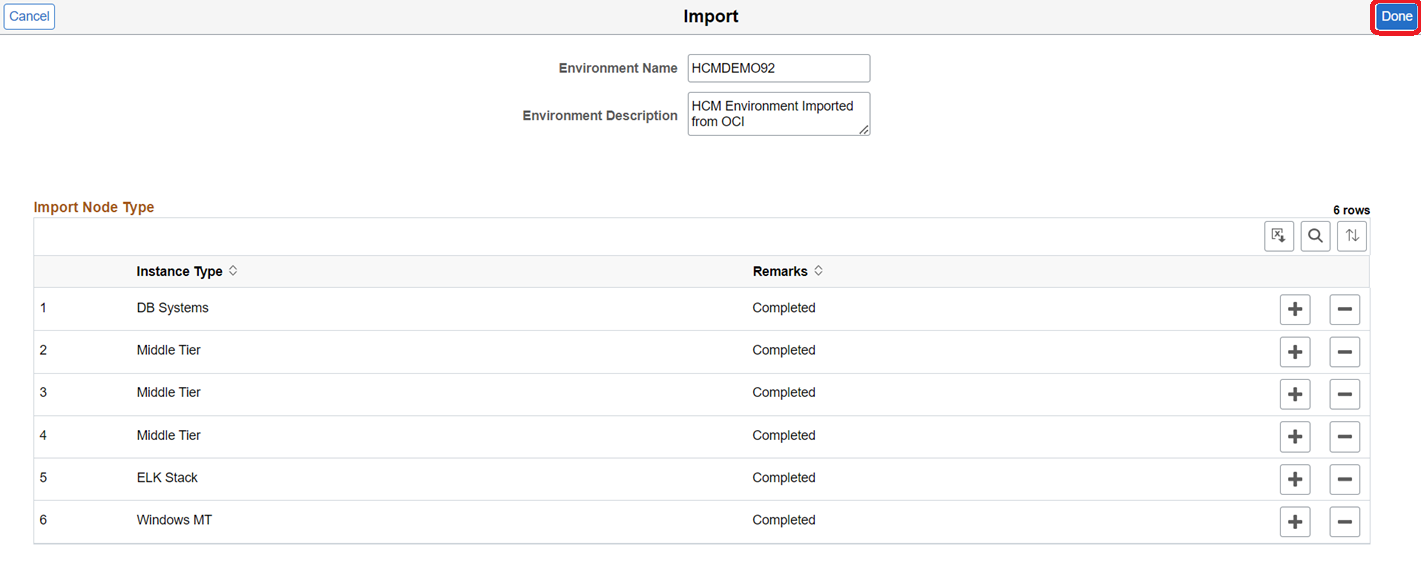 Cancel
Import
Done
Environment Name HCMDEMO92
Environment Description HCM Environment Imported
from OCI
Import Node Type
6 rows
Instance Type Remarks
1 DB Systems Completed
2 Middle Tier Completed
3 Middle Tier Completed
4 Middle Tier Completed
5 ELK Stack Completed
6 Windows MT Completed